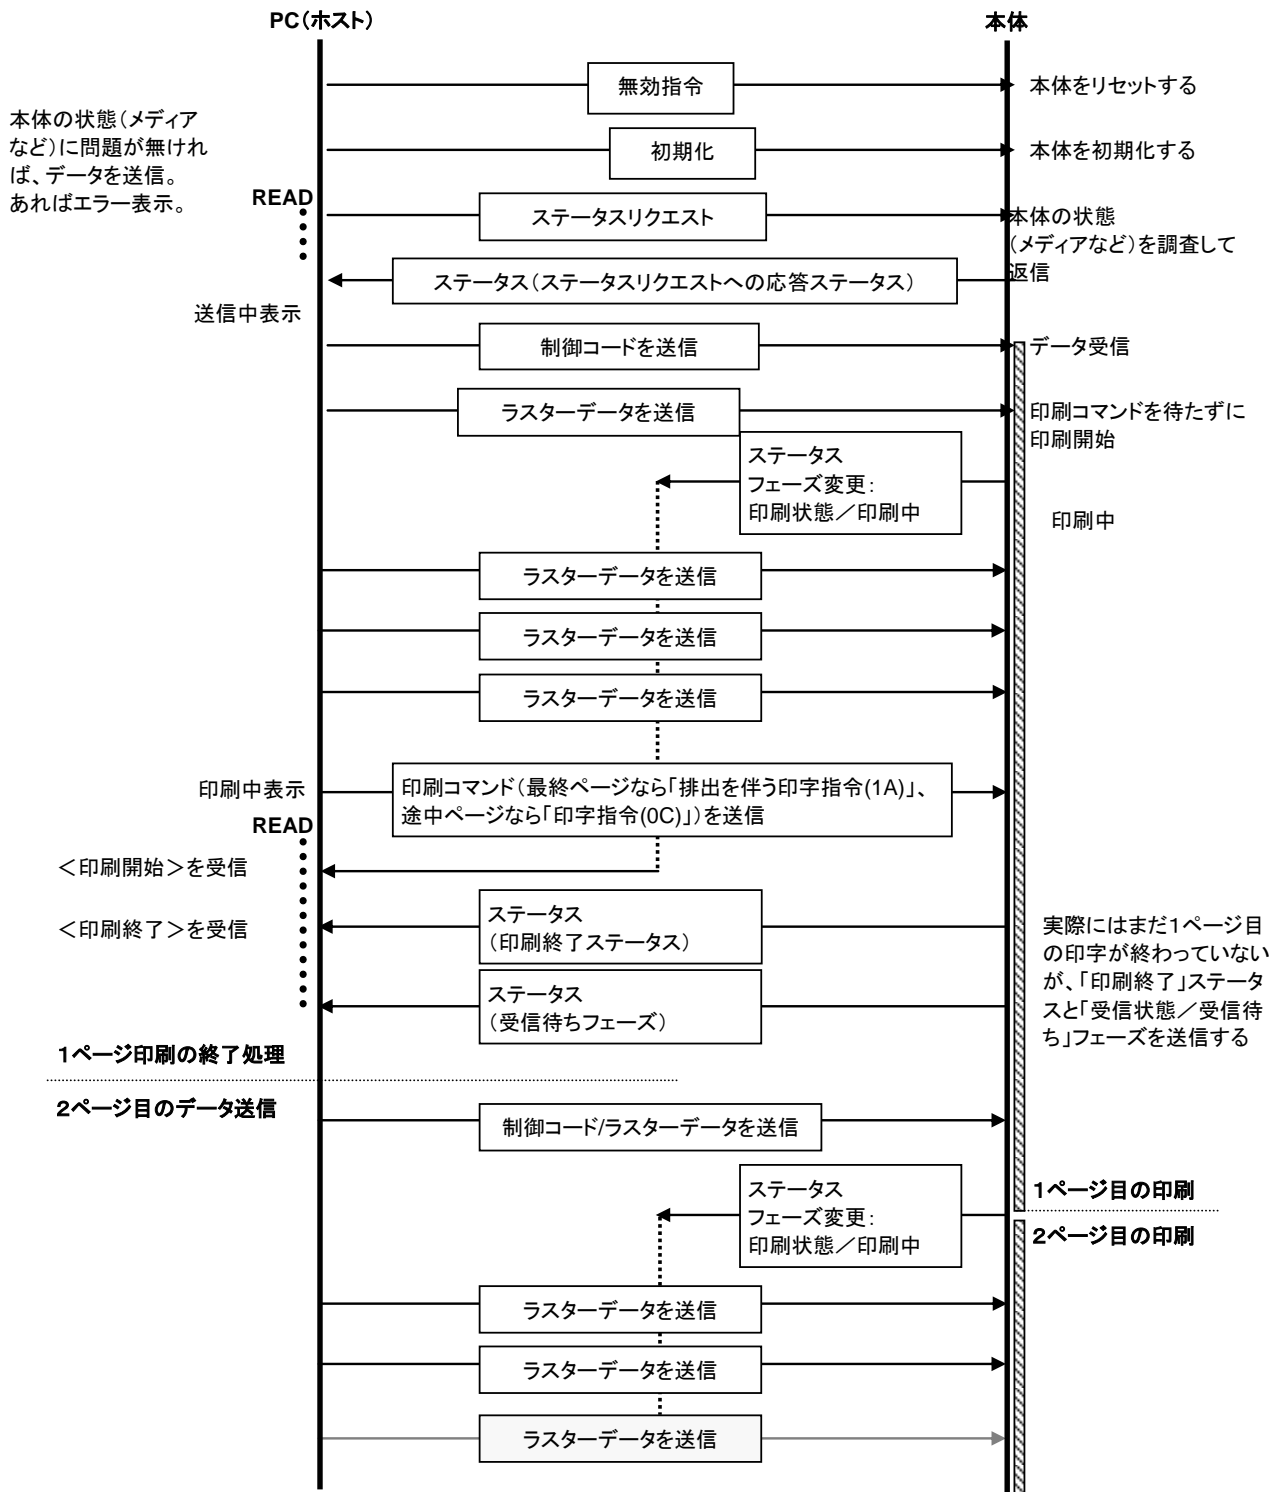 PC（ホスト）
本体
無効指令
本体をリセットする
本体の状態（メディア
など）に問題が無けれ
ば、データを送信。
あればエラー表示。
初期化
本体を初期化する
READ
ステータスリクエスト
本体の状態
（メディアなど）を調査して
返信
ステータス（ステータスリクエストへの応答ステータス）
送信中表示
制御コードを送信
データ受信
ラスターデータを送信
印刷コマンドを待たずに
印刷開始
ステータス
フェーズ変更：
印刷状態／印刷中
印刷中
ラスターデータを送信
ラスターデータを送信
ラスターデータを送信
印刷中表示
印刷コマンド（最終ページなら「排出を伴う印字指令(1A)」、
途中ページなら「印字指令(0C)」）を送信
READ
＜印刷開始＞を受信
＜印刷終了＞を受信
ステータス
（印刷終了ステータス）
実際にはまだ１ページ目
の印字が終わっていない
が、「印刷終了」ステータ
スと「受信状態／受信待
ち」フェーズを送信する
ステータス
（受信待ちフェーズ）
１ページ印刷の終了処理
２ページ目のデータ送信
制御コード/ラスターデータを送信
ステータス
フェーズ変更：
印刷状態／印刷中
１ページ目の印刷
２ページ目の印刷
ラスターデータを送信
ラスターデータを送信
ラスターデータを送信